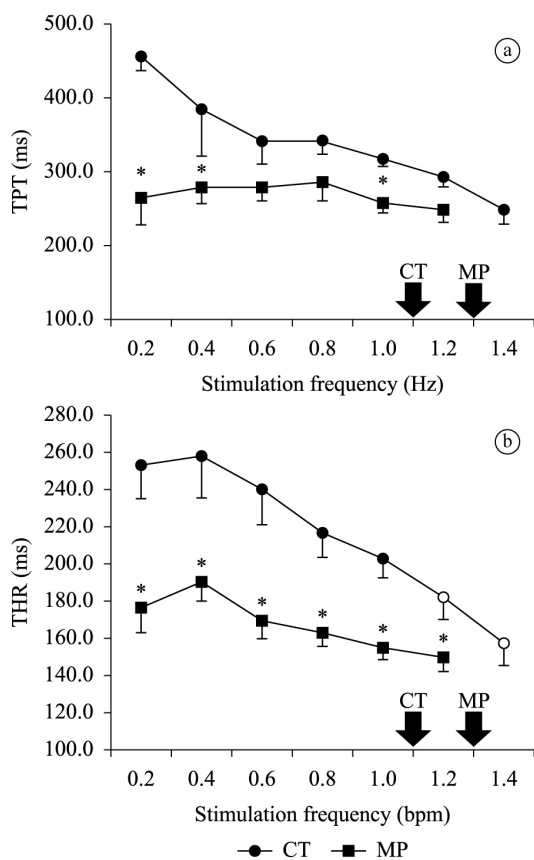 500.0
a
400.0
TPT (ms)
300.0
* * *
200.0
CT MP
100.0
0.2 0.4 0.6 0.8 1.0 1.2 1.4
Stimulation frequency (Hz)
280.0
b
260.0
240.0
220.0
THR (ms)
200.0
180.0
* * * * * *
160.0
140.0
120.0
CT MP
100.0
0.2 0.4 0.6 0.8 1.0 1.2 1.4
Stimulation frequency (bpm)
CT MP